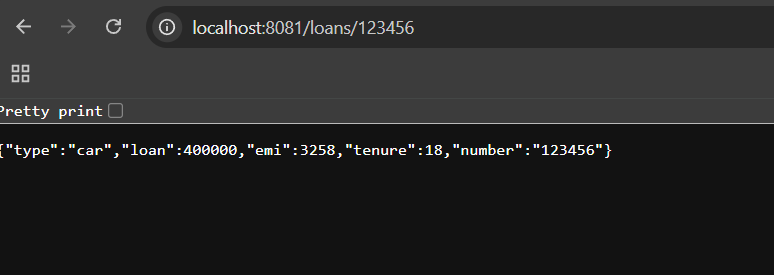 localhost:8081/loans/123456
Pretty print
{"type":"car","loan":400000,"emi":3258,"tenure":18,"number":"123456"}